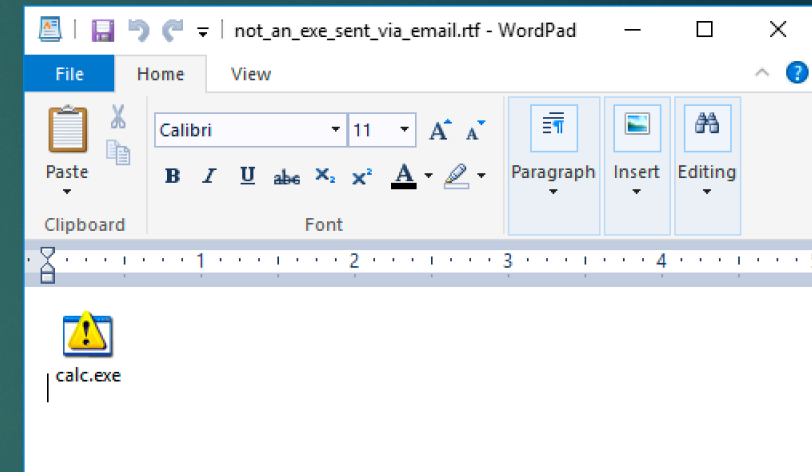 not_an_exe_sent_via_email.rtf - WordPad
File Home View
Calibri 11 A A
Paste B I U abc X₂ X² A Paragraph Insert Editing
Clipboard Font
1 2 3 4
calc.exe